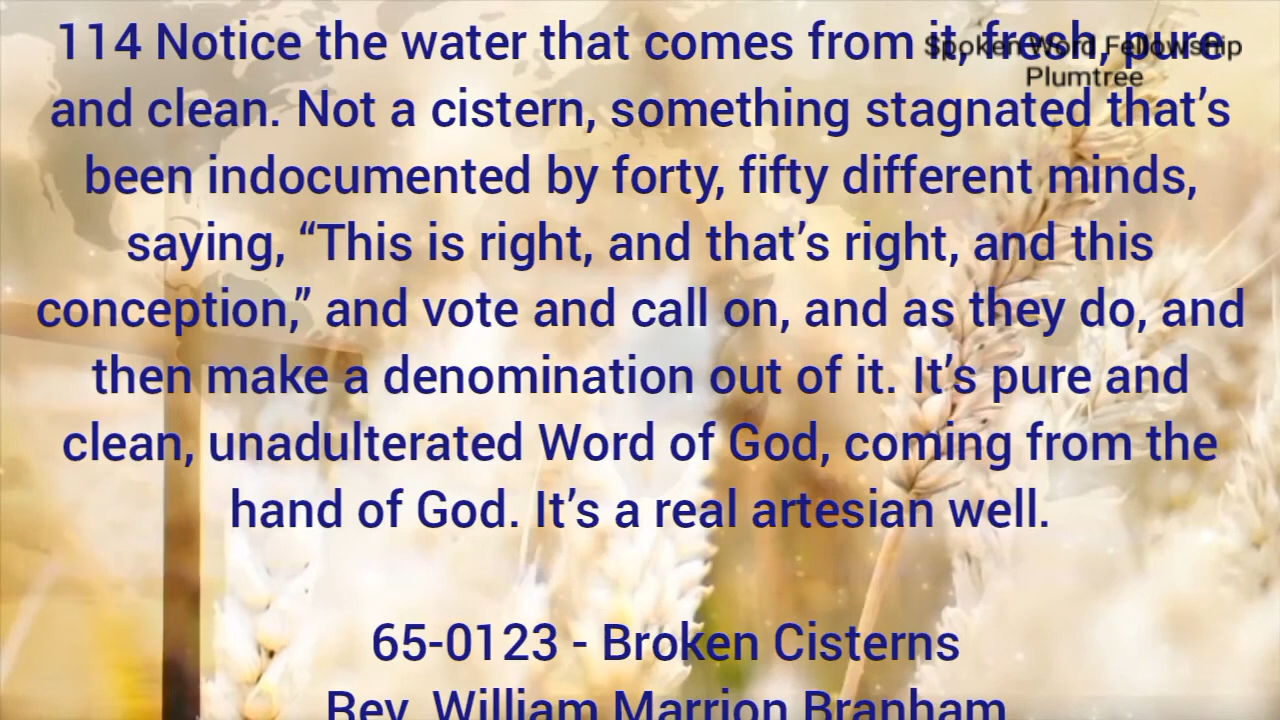 114 Notice the water that comes from it, fresh, pure
and clean. Not a cistern, something stagnated that’s
been indocumented by forty, fifty different minds,
saying, “This is right, and that’s right, and this
conception,” and vote and call on, and as they do, and
then make a denomination out of it. It’s pure and
clean, unadulterated Word of God, coming from the
hand of God. It’s a real artesian well.
65-0123 - Broken Cisterns
Rev. William Marrion Branham
Spoken Word Fellowship
Plumtree